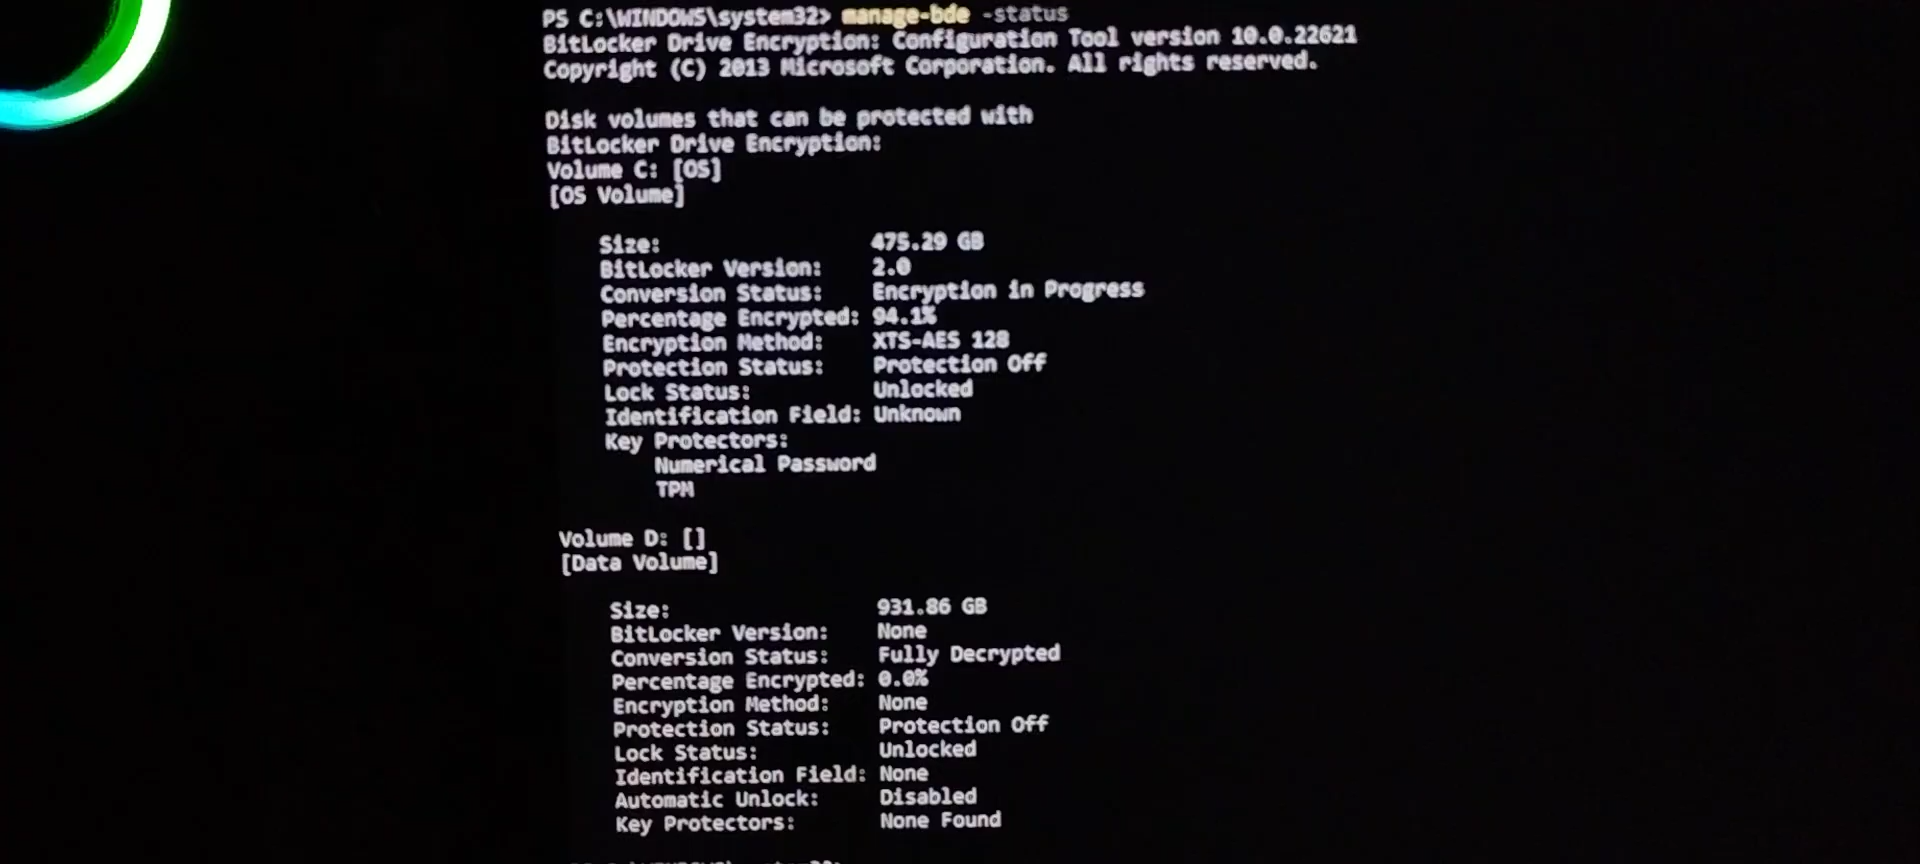 PS C:\WINDOWS\system32> manage-bde -status
BitLocker Drive Encryption: Configuration Tool version 10.0.22621
Copyright (C) 2013 Microsoft Corporation. All rights reserved.
Disk volumes that can be protected with
BitLocker Drive Encryption:
Volume C: [OS]
[OS Volume]
Size: 475.29 GB
BitLocker Version: 2.0
Conversion Status: Encryption in Progress
Percentage Encrypted: 94.1%
Encryption Method: XTS-AES 128
Protection Status: Protection Off
Lock Status: Unlocked
Identification Field: Unknown
Key Protectors:
Numerical Password
TPM
Volume D: []
[Data Volume]
Size: 931.86 GB
BitLocker Version: None
Conversion Status: Fully Decrypted
Percentage Encrypted: 0.0%
Encryption Method: None
Protection Status: Protection Off
Lock Status: Unlocked
Identification Field: None
Automatic Unlock: Disabled
Key Protectors: None Found